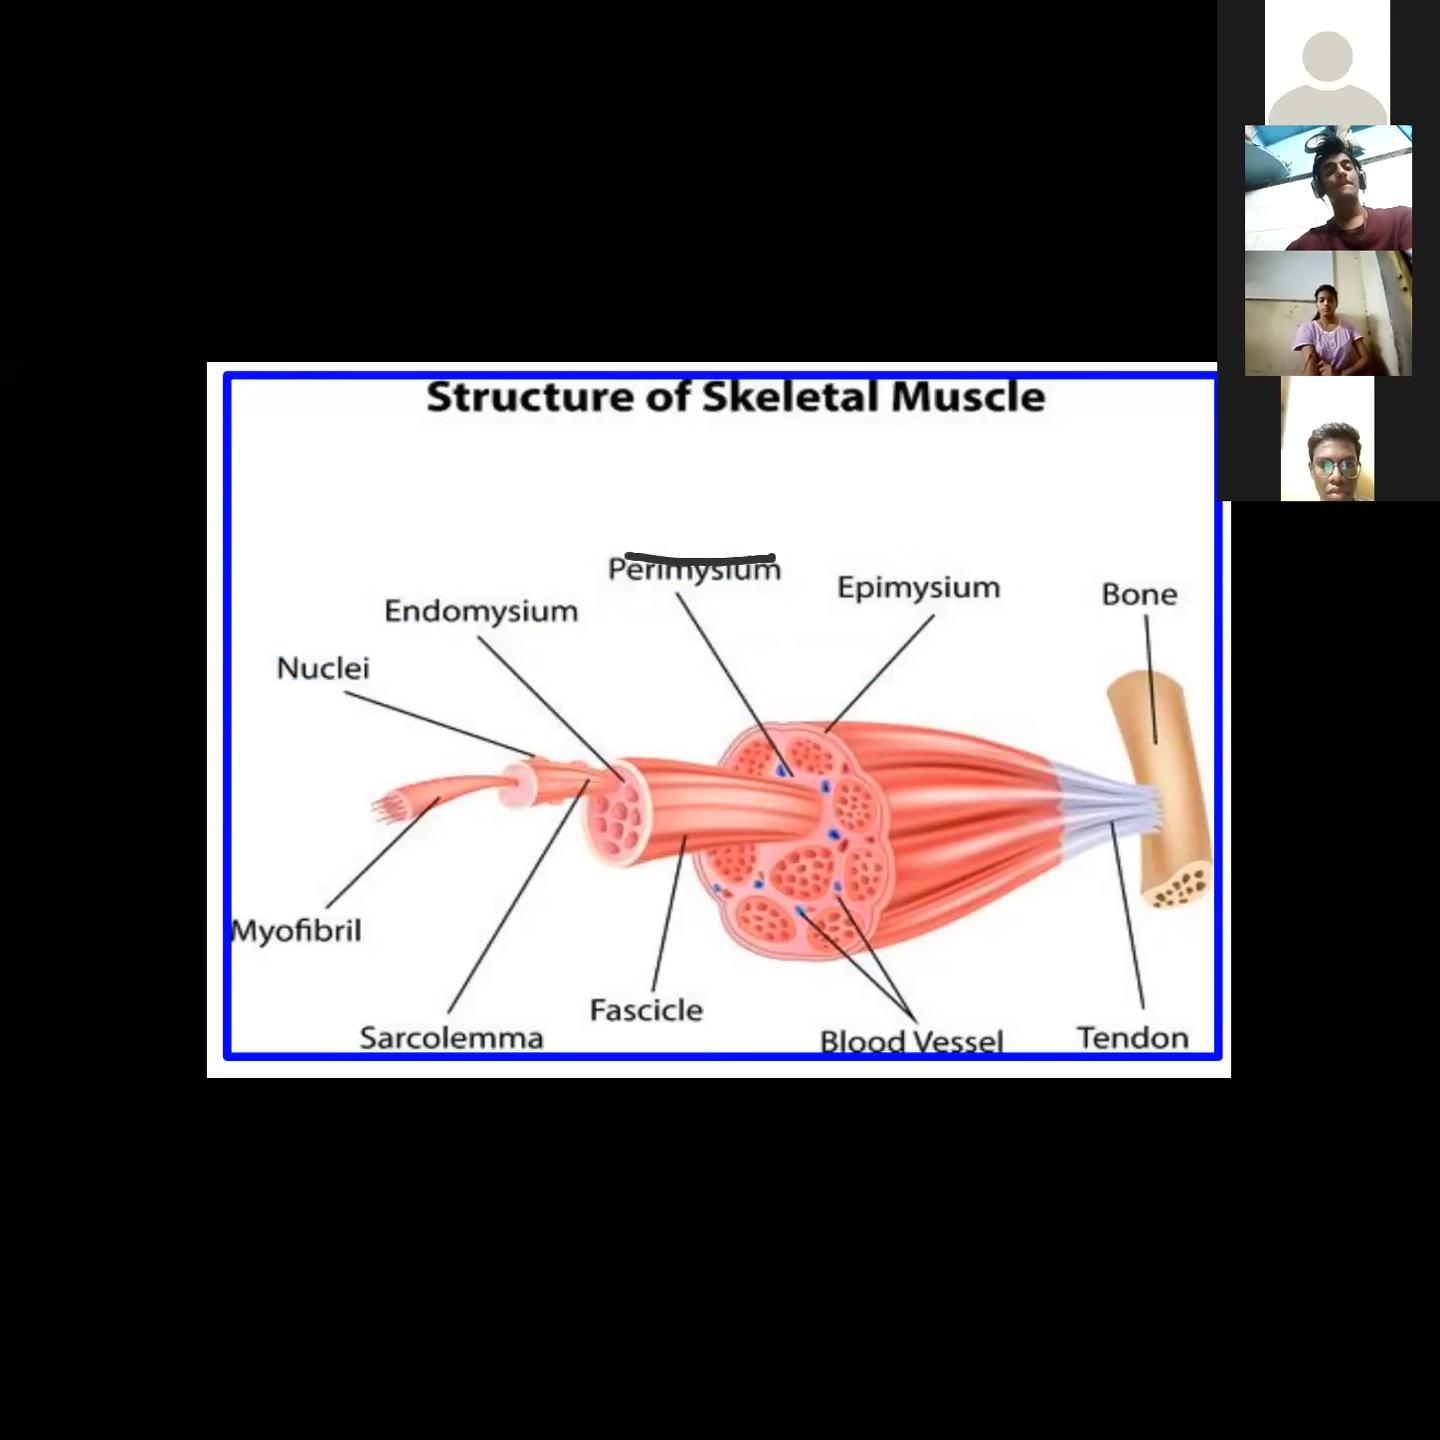 Structure of Skeletal Muscle
Perimysium
Epimysium
Bone
Endomysium
Nuclei
Myofibril
Fascicle
Sarcolemma
Blood Vessel
Tendon